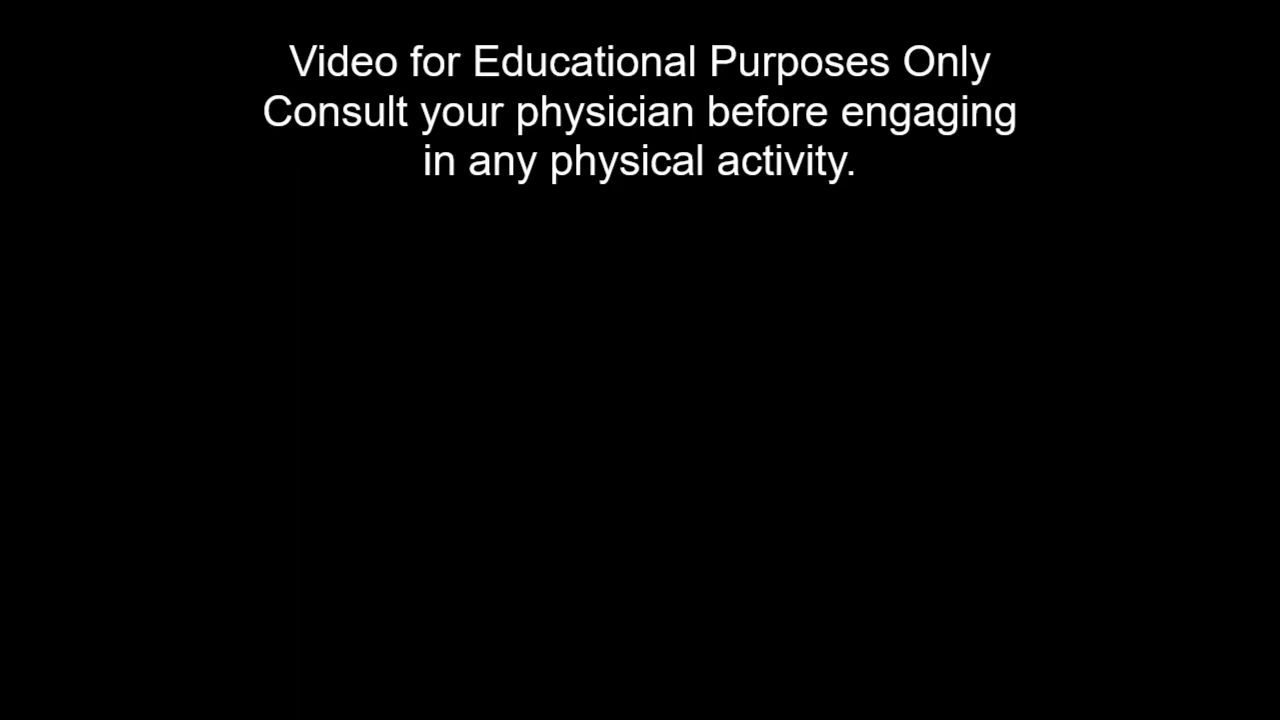 Video for Educational Purposes Only
Consult your physician before engaging
in any physical activity.